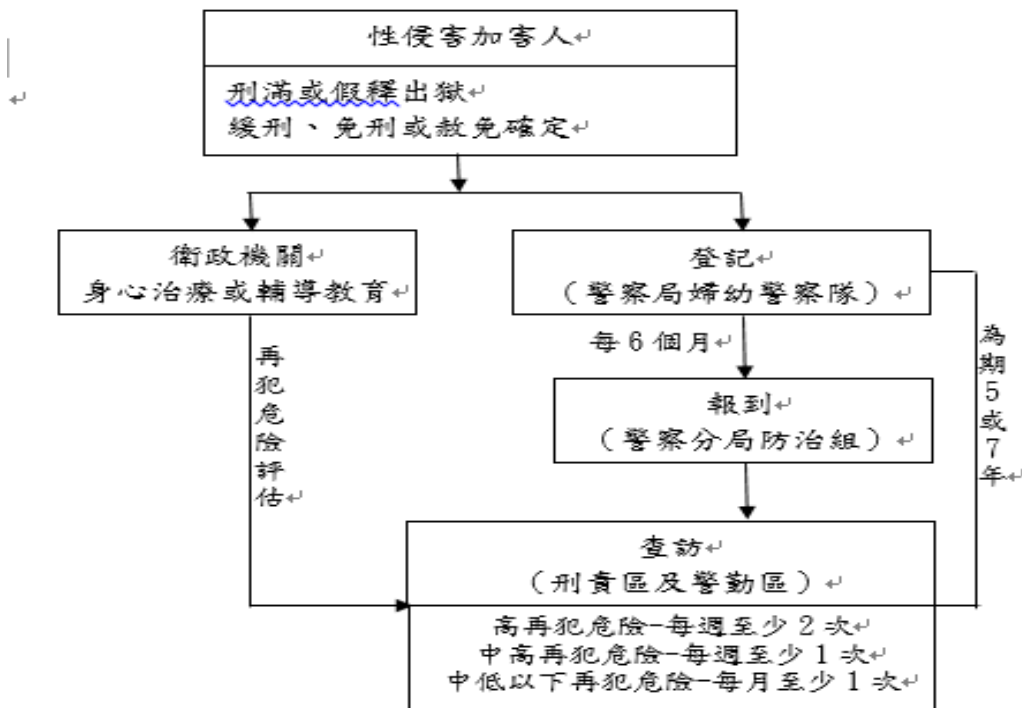 性侵害加害人
刑滿或假釋出獄
緩刑、免刑或赦免確定
衛政機關
身心治療或輔導教育
登記
（警察局婦幼警察隊）
每6個月
再犯危險評估
為期5或7年
報到
（警察分局防治組）
查訪
（刑責區及警勤區）
高再犯危險-每週至少2次
中高再犯危險-每週至少1次
中低以下再犯危險-每月至少1次